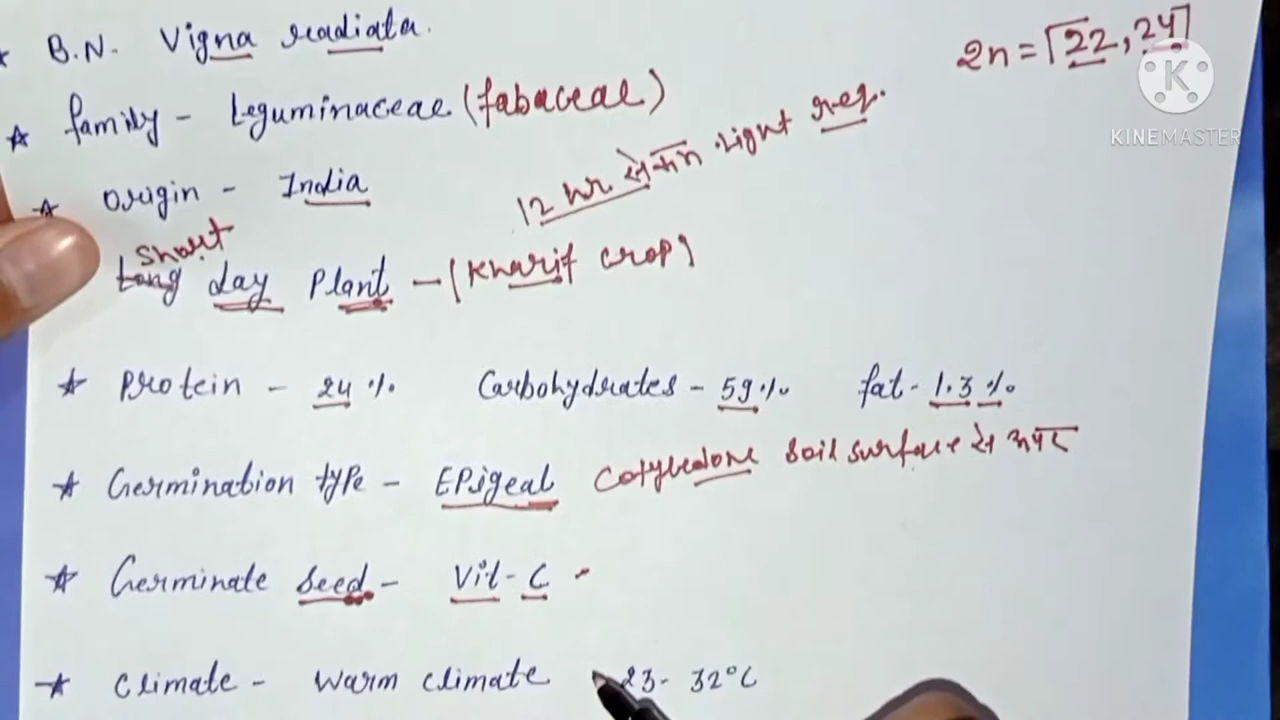 * B.N. Vigna radiata.
2n = [22, 24]
KINEMASTER
* family - Leguminaceae (fabaceae)
12 hr. से कम Light req.
* Origin - India
Short
Long day Plant - (Kharif crop)
* Protein - 24 % Carbohydrates - 59 % fat - 1.3 %
* Germination type - EPigeal Cotyledone Soil surface से ऊपर
* Germinate Seed - Vit - C -
* Climate - Warm climate 23 - 32°C